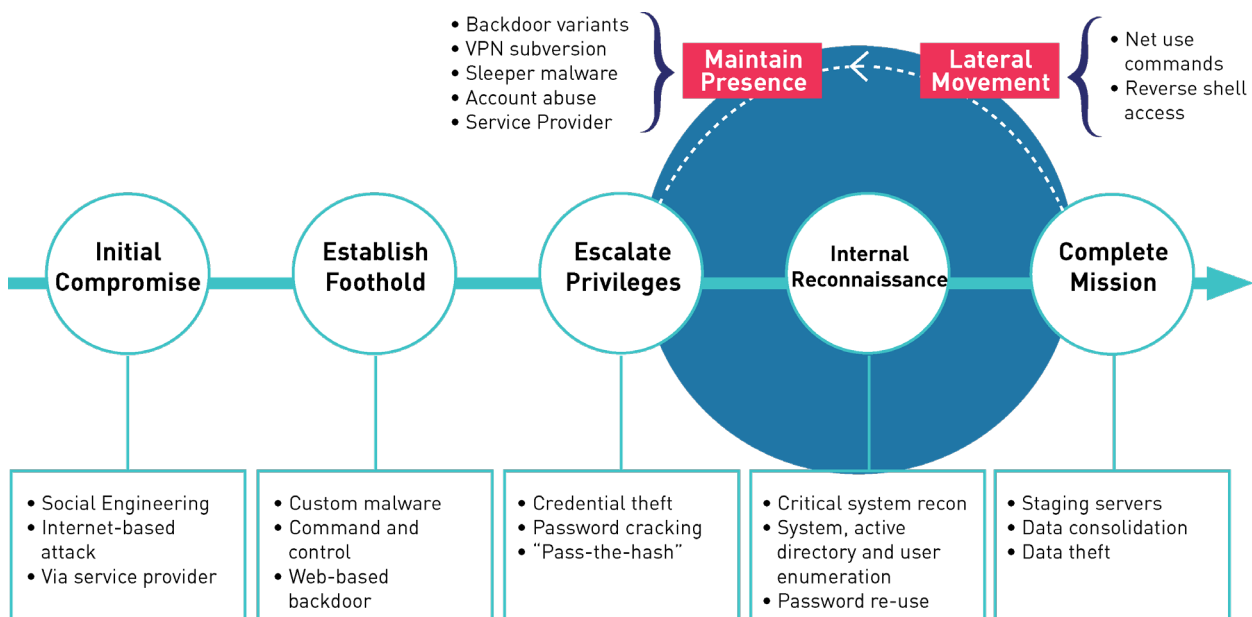 • Backdoor variants
• VPN subversion
• Sleeper malware
• Account abuse
• Service Provider
Maintain
Presence
Lateral
Movement
• Net use
commands
• Reverse shell
access
Initial
Compromise
Establish
Foothold
Escalate
Privileges
Internal
Reconnaissance
Complete
Mission
• Social Engineering
• Internet-based
attack
• Via service provider
• Custom malware
• Command and
control
• Web-based
backdoor
• Credential theft
• Password cracking
• “Pass-the-hash”
• Critical system recon
• System, active
directory and user
enumeration
• Password re-use
• Staging servers
• Data consolidation
• Data theft